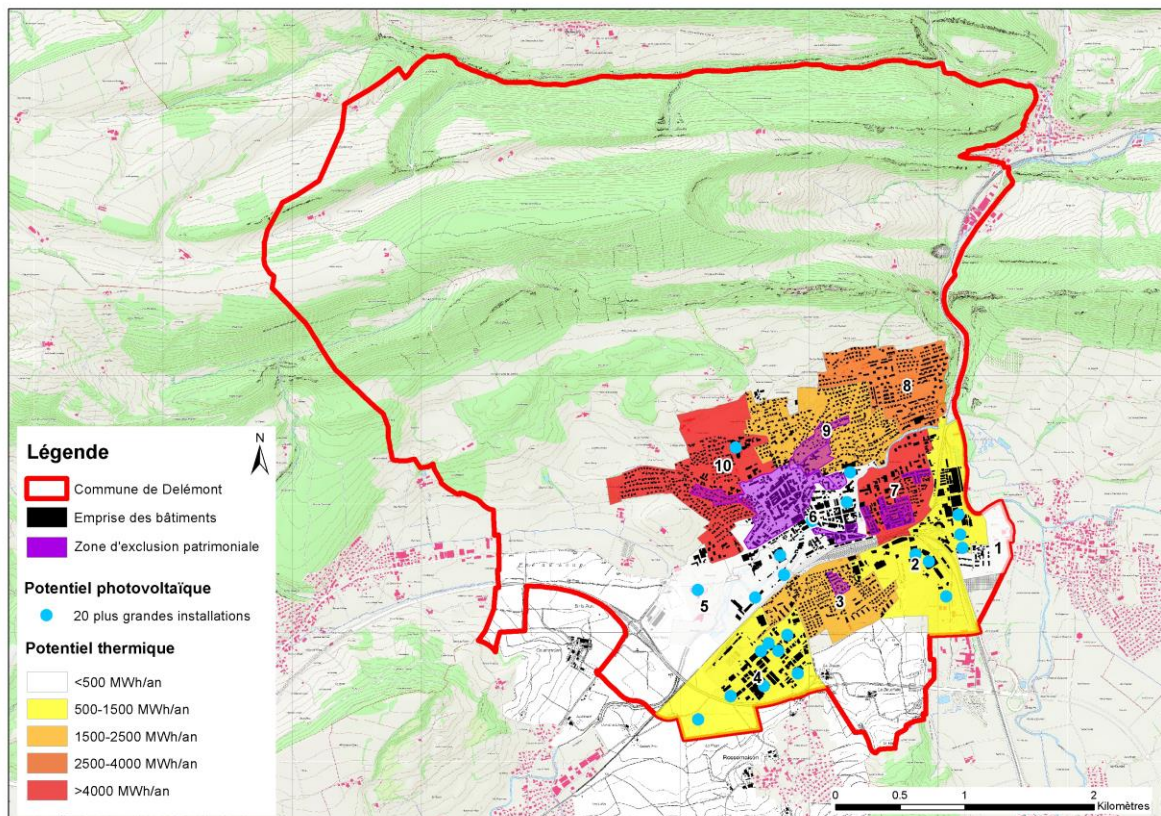 8
9
10
7
6
1
2
5
3
4
Rossemaison
N
Légende
Commune de Delémont
Emprise des bâtiments
Zone d'exclusion patrimoniale
Potentiel photovoltaïque
20 plus grandes installations
Potentiel thermique
<500 MWh/an
500-1500 MWh/an
1500-2500 MWh/an
2500-4000 MWh/an
>4000 MWh/an
0 0.5 1 2
Kilomètres